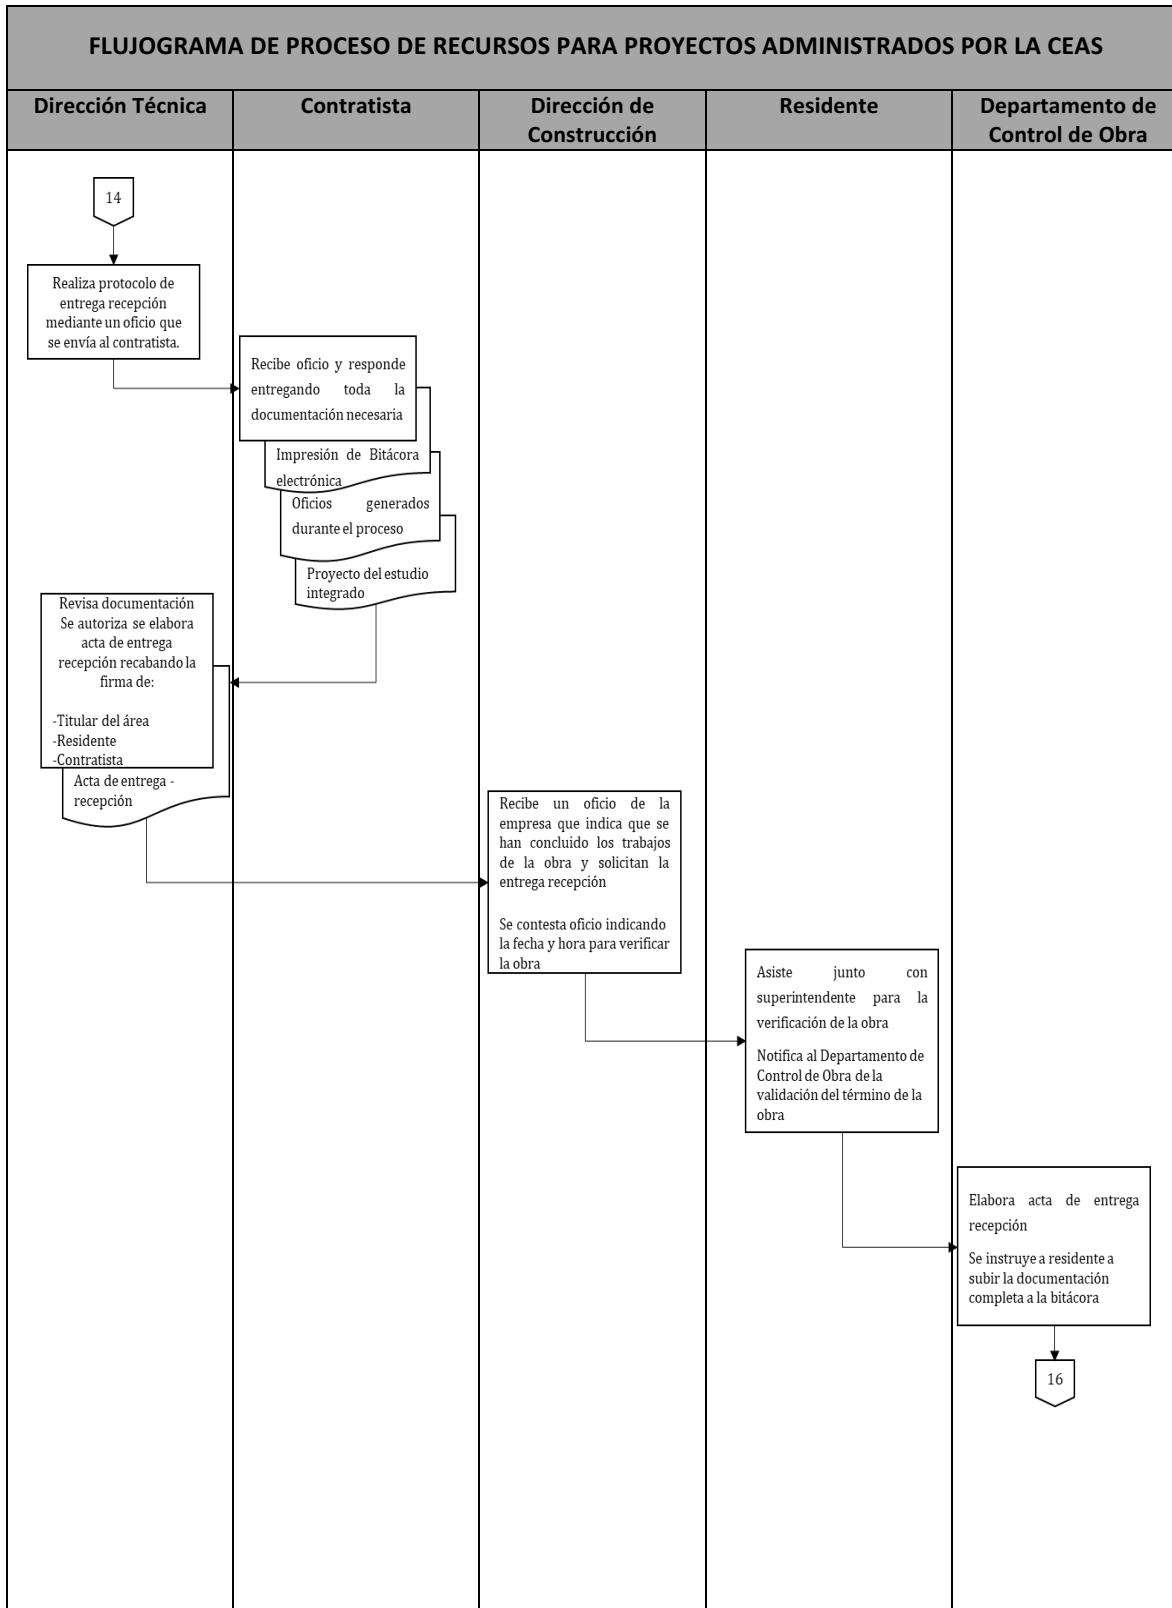 FLUJOGRAMA DE PROCESO DE RECURSOS PARA PROYECTOS ADMINISTRADOS POR LA CEAS
Dirección Técnica
Contratista
Dirección de
Construcción
Residente
Departamento de
Control de Obra
14
Realiza protocolo de
entrega recepción
mediante un oficio que
se envía al contratista.
Recibe oficio y responde
entregando toda la
documentación necesaria
Impresión de Bitácora
electrónica
Oficios generados
durante el proceso
Proyecto del estudio
integrado
Revisa documentación
Se autoriza se elabora
acta de entrega
recepción recabando la
firma de:
-Titular del área
-Residente
-Contratista
Acta de entrega -
recepción
Recibe un oficio de la
empresa que indica que se
han concluido los trabajos
de la obra y solicitan la
entrega recepción
Se contesta oficio indicando
la fecha y hora para verificar
la obra
Asiste junto con
superintendente para la
verificación de la obra
Notifica al Departamento de
Control de Obra de la
validación del término de la
obra
Elabora acta de entrega
recepción
Se instruye a residente a
subir la documentación
completa a la bitácora
16